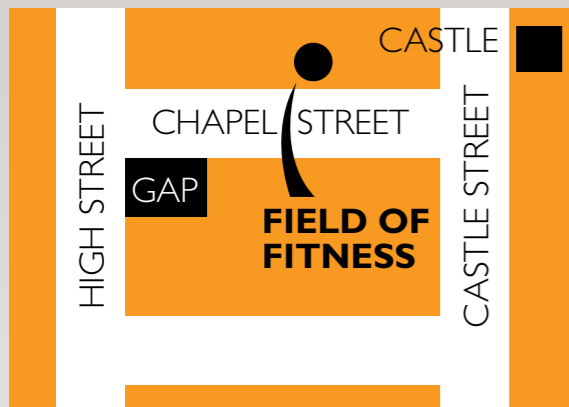 CASTLE
CHAPEL STREET
HIGH STREET
CASTLE STREET
GAP
FIELD OF
FITNESS